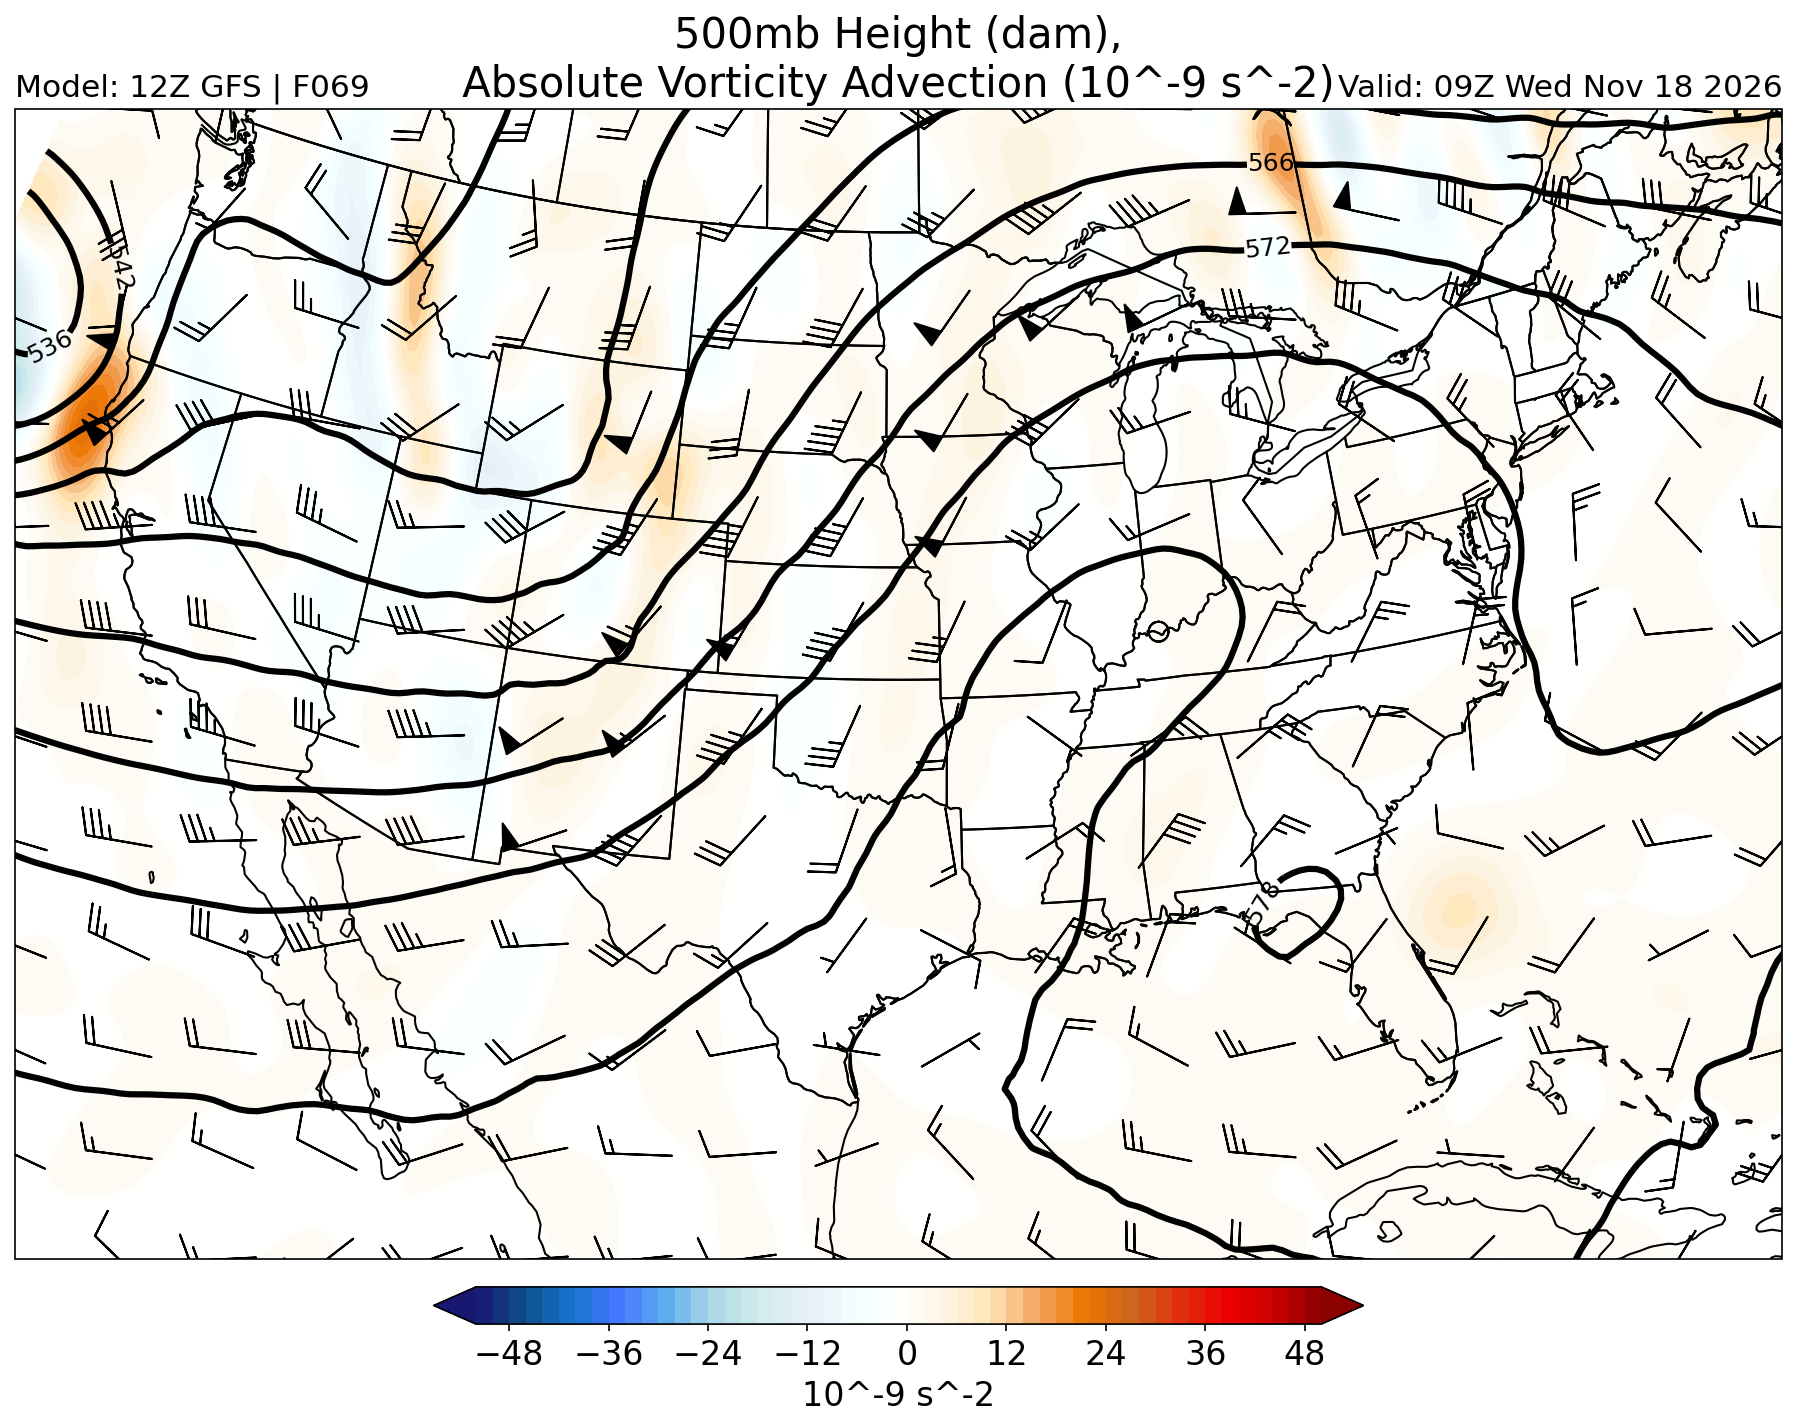 500mb Height (dam),
Model: 12Z GFS | F069
Absolute Vorticity Advection (10^-9 s^-2)
Valid: 09Z Wed Nov 18 2026
566
572
542
536
578
−48 −36 −24 −12 0 12 24 36 48
10^-9 s^-2